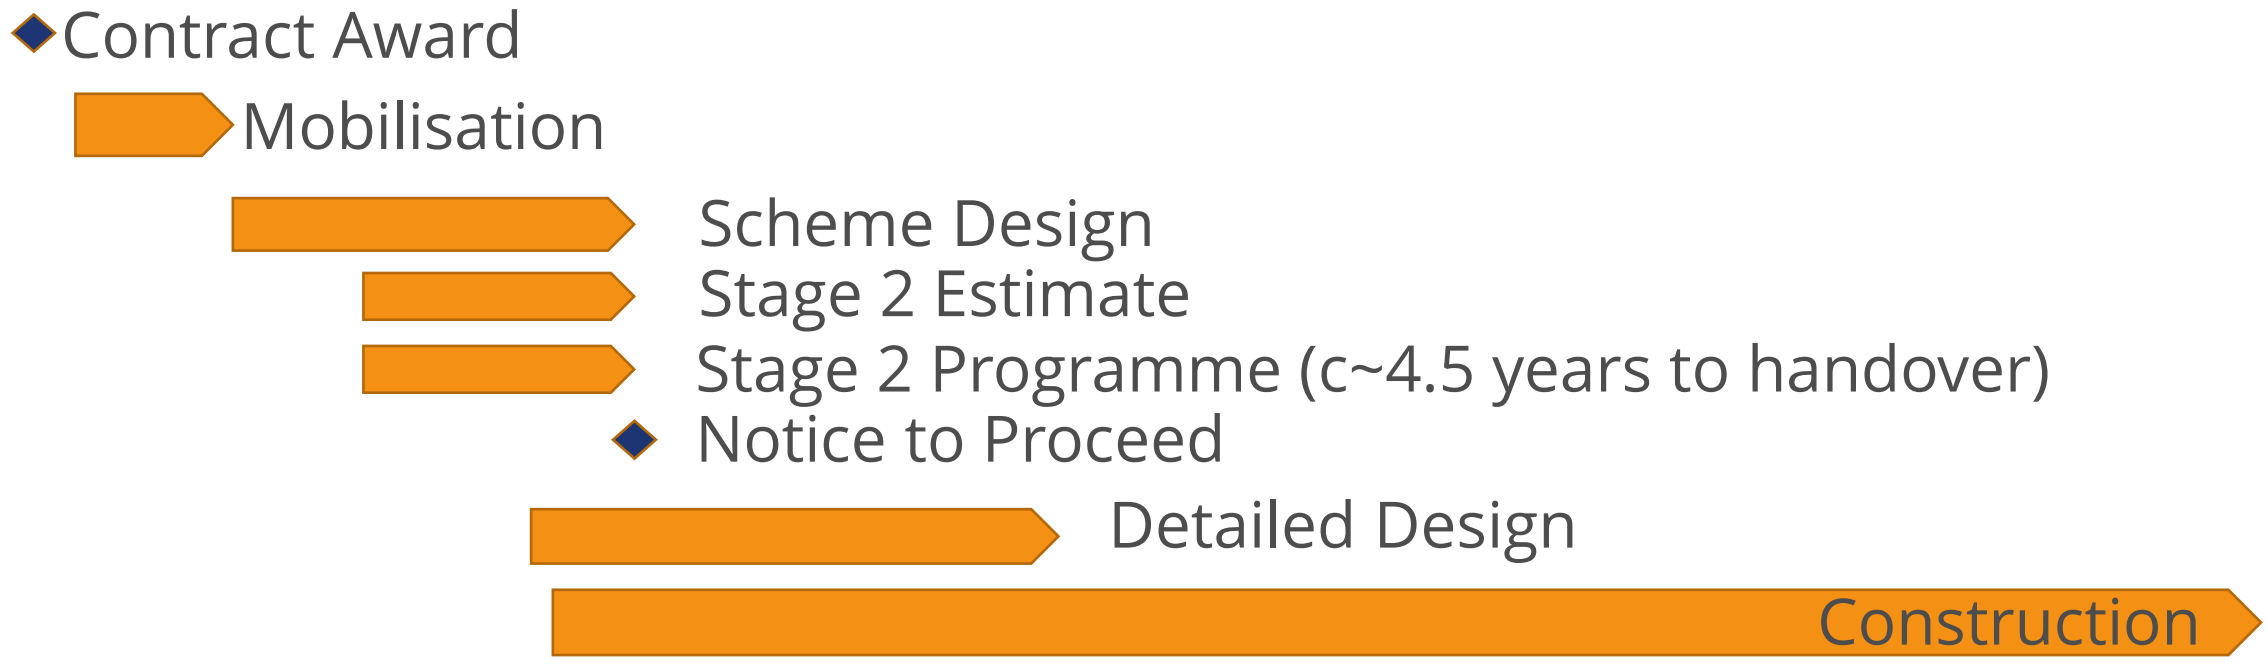 Contract Award
Mobilisation
Scheme Design
Stage 2 Estimate
Stage 2 Programme (c~4.5 years to handover)
Notice to Proceed
Detailed Design
Construction